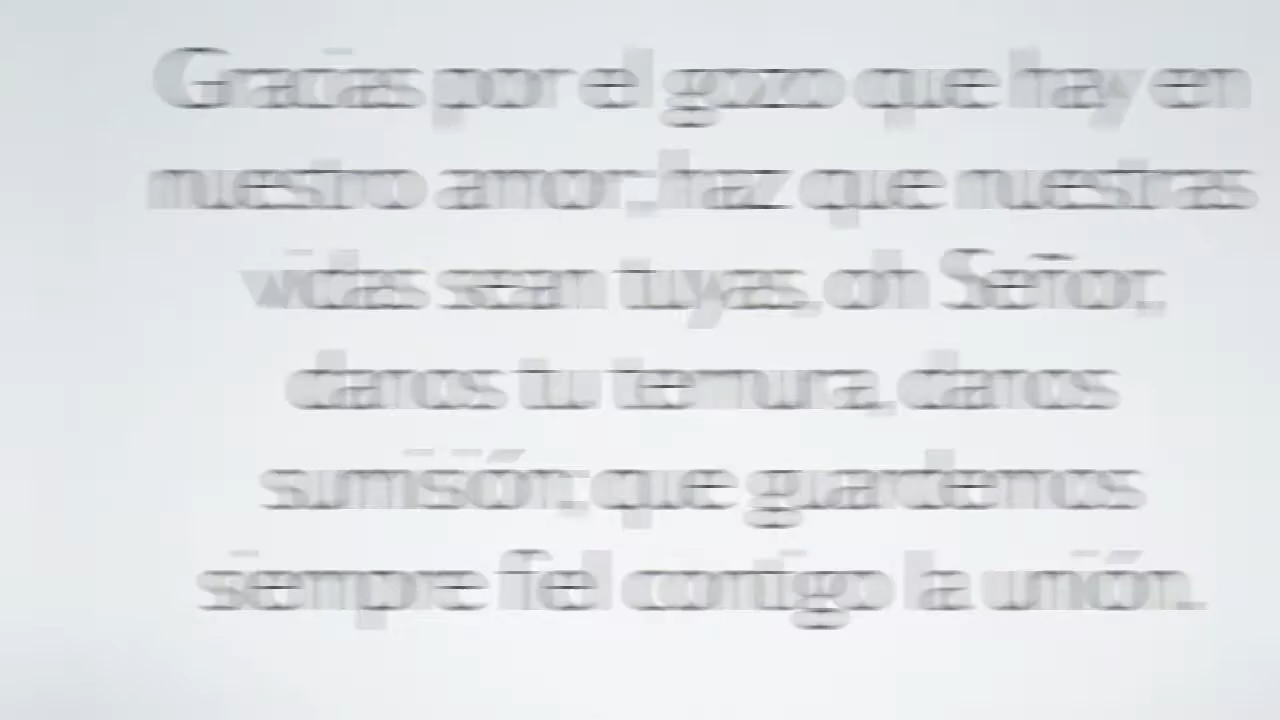 Gracias por el gozo que hay en
nuestro amor; haz que nuestras
vidas sean tuyas, oh Señor;
danos tu ternura, danos
sumisión; que guardemos
siempre fiel contigo la unión.